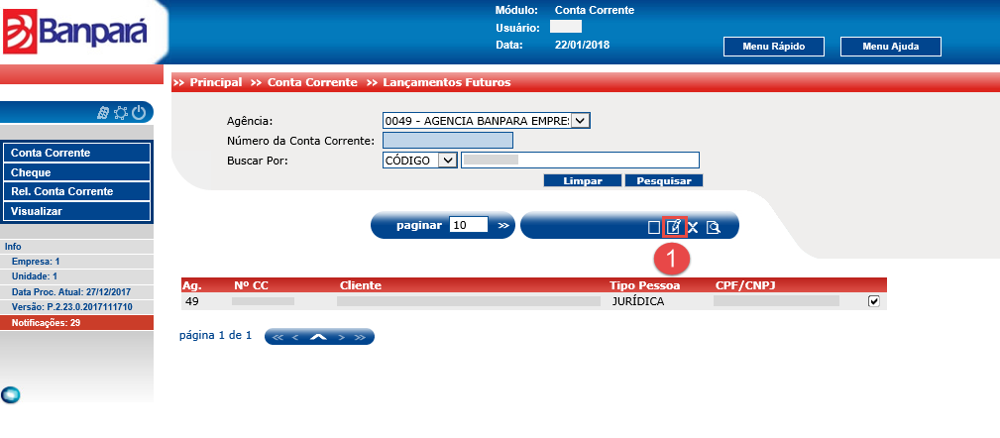 Banpará
Módulo: Conta Corrente
Usuário:
Data: 22/01/2018
Menu Rápido Menu Ajuda
>> Principal >> Conta Corrente >> Lançamentos Futuros
Agência: 0049 - AGENCIA BANPARA EMPRE
Número da Conta Corrente:
Buscar Por: CÓDIGO
Limpar Pesquisar
Conta Corrente
Cheque
Rel. Conta Corrente
Visualizar
Info
Empresa: 1
Unidade: 1
Data Proc. Atual: 27/12/2017
Versão: P.2.23.0.2017111710
Notificações: 29
paginar 10 >>
1
Ag. Nº CC Cliente Tipo Pessoa CPF/CNPJ
49 JURÍDICA
página 1 de 1 << < > >>